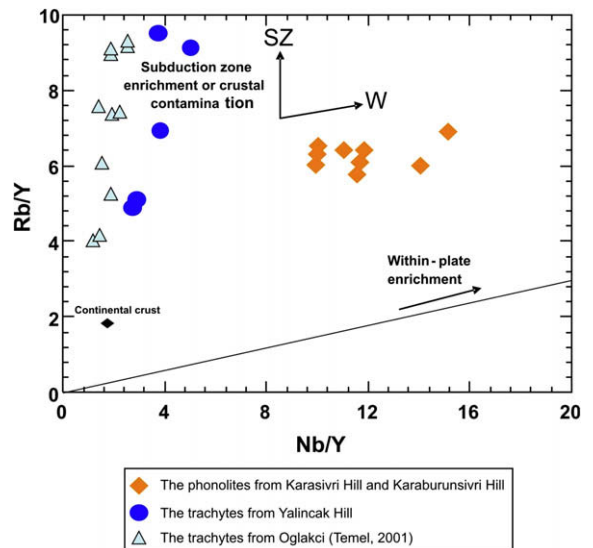 10
8
6
4
2
0
Rb/Y
SZ
Subduction zone
enrichment or crustal
contamina tion
W
Within-plate
enrichment
Continental crust
0 4 8 12 16 20
Nb/Y
The phonolites from Karasivri Hill and Karaburunsivri Hill
The trachytes from Yalincak Hill
The trachytes from Oglakci (Temel, 2001)